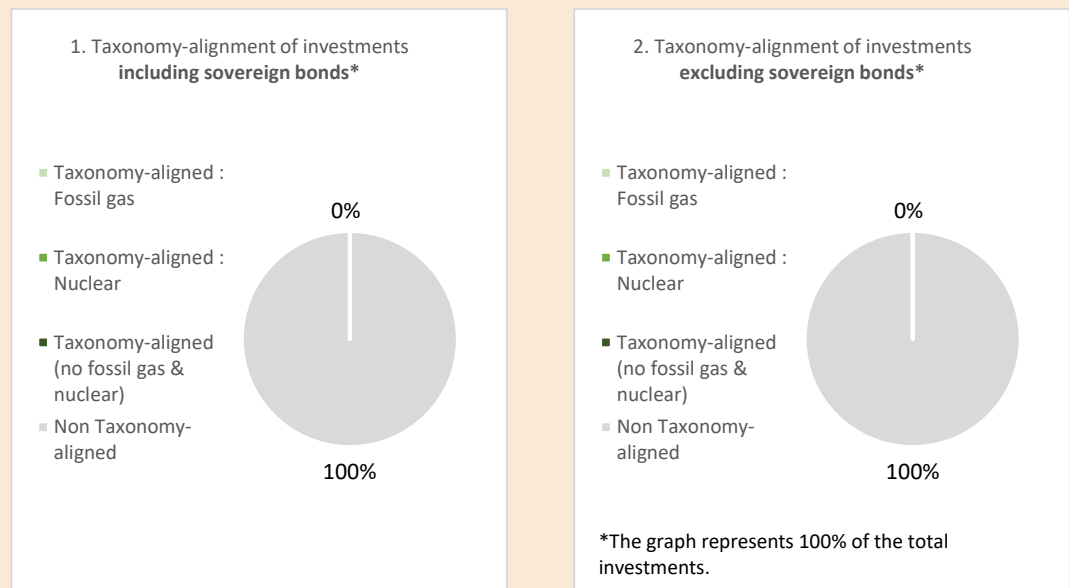 1. Taxonomy-alignment of investments
including sovereign bonds*
Taxonomy-aligned :
Fossil gas
Taxonomy-aligned :
Nuclear
Taxonomy-aligned
(no fossil gas &
nuclear)
Non Taxonomy-
aligned
0%
100%
2. Taxonomy-alignment of investments
excluding sovereign bonds*
Taxonomy-aligned :
Fossil gas
Taxonomy-aligned :
Nuclear
Taxonomy-aligned
(no fossil gas &
nuclear)
Non Taxonomy-
aligned
0%
100%
*The graph represents 100% of the total
investments.